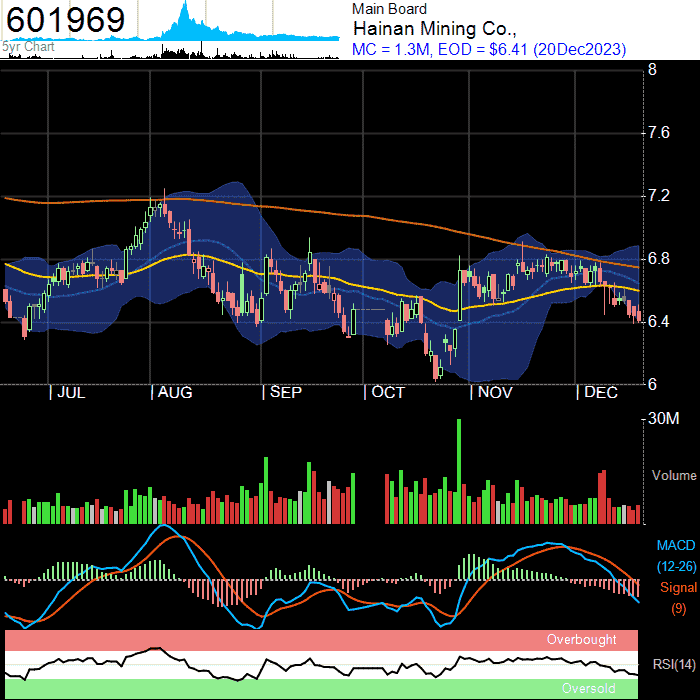 601969
5yr Chart
Main Board
Hainan Mining Co.,
MC = 1.3M, EOD = $6.41 (20Dec2023)
8
7.6
7.2
6.8
6.4
6
JUL AUG SEP OCT NOV DEC
30M
Volume
MACD
(12-26)
Signal
(9)
Overbought
RSI(14)
Oversold